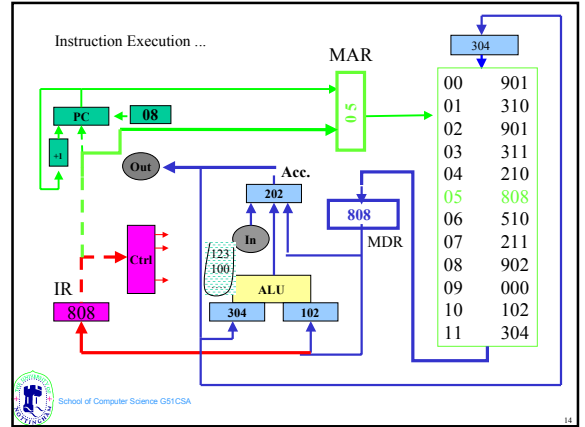 Instruction Execution ...
MAR
304
PC
08
05
+1
Out
Acc.
202
In
808
MDR
Ctrl
123
100
ALU
IR
808
304
102
00 901
01 310
02 901
03 311
04 210
05 808
06 510
07 211
08 902
09 000
10 102
11 304
NOTTINGHAM
School of Computer Science G51CSA
14